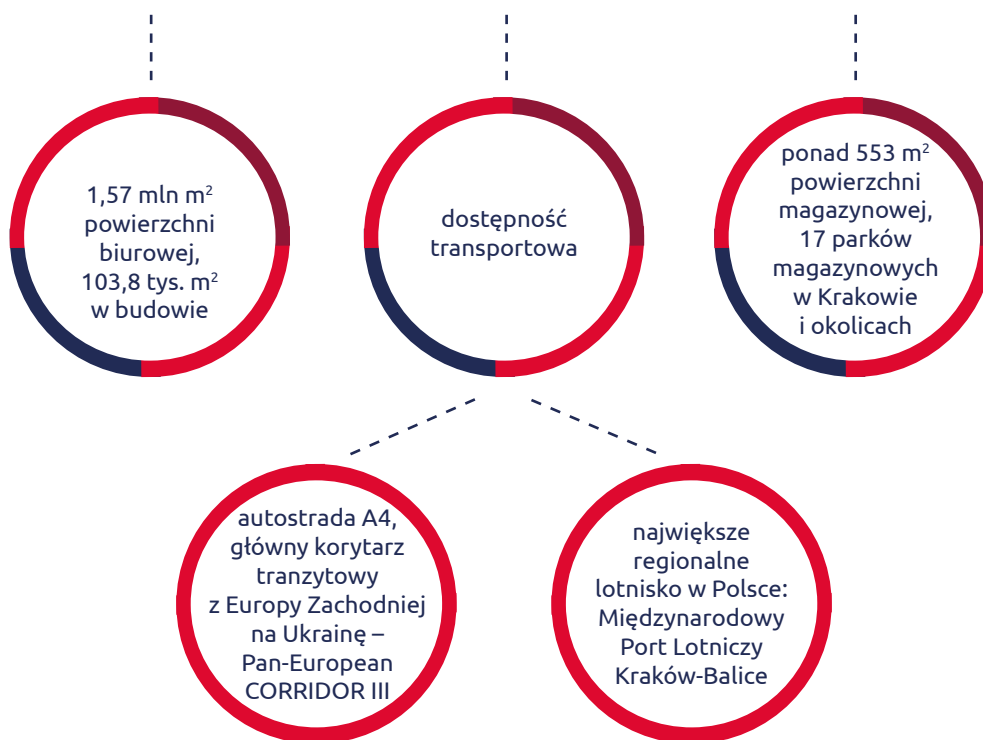 1,57 mln m²
powierzchni
biurowej,
103,8 tys. m²
w budowie
dostępność
transportowa
ponad 553 m²
powierzchni
magazynowej,
17 parków
magazynowych
w Krakowie
i okolicach
autostrada A4,
główny korytarz
tranzytowy
z Europy Zachodniej
na Ukrainę –
Pan-European
CORRIDOR III
największe
regionalne
lotnisko w Polsce:
Międzynarodowy
Port Lotniczy
Kraków-Balice